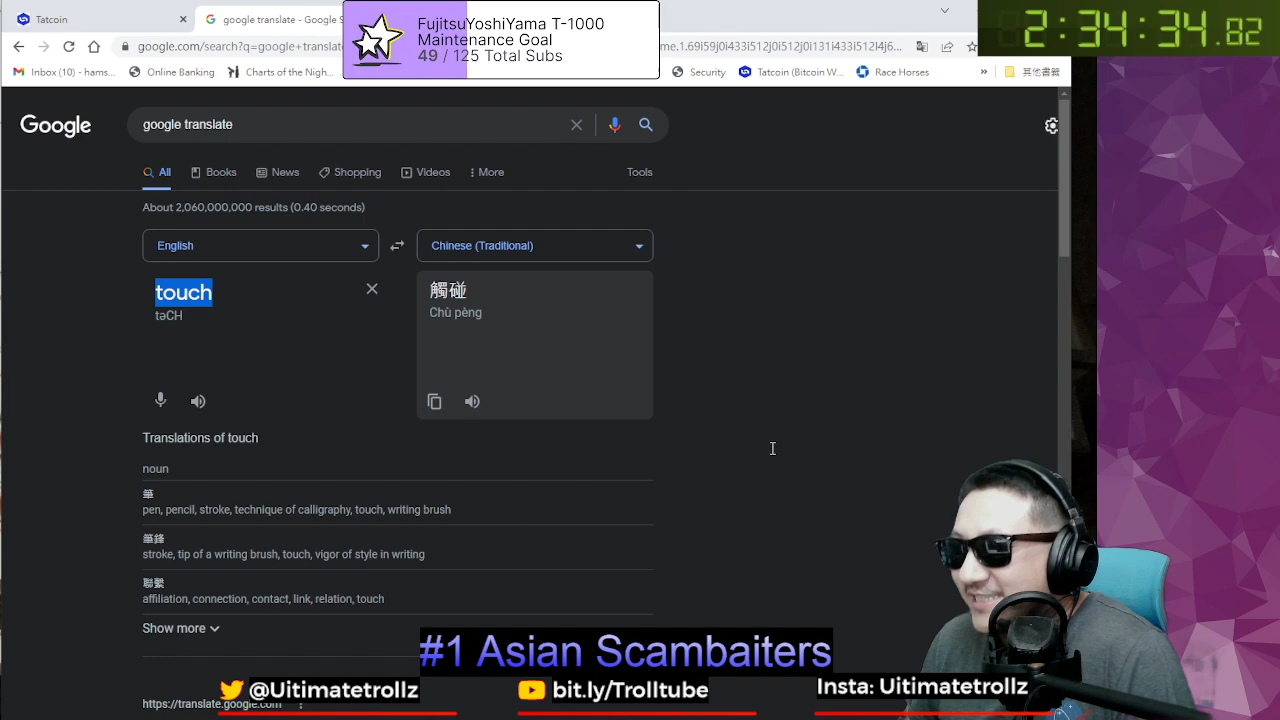 Tatcoin
google translate - Google S
FujitsuYoshiYama T-1000
Maintenance Goal
49 / 125 Total Subs
2:34:34.82
google.com/search?q=google+translat
me.1.69i59j0i433i512j0i512j0i131i433i512l4j6...
Inbox (10) - hams...
Online Banking
Charts of the Nigh...
Security
Tatcoin (Bitcoin W...
Race Horses
»
其他書籤
Google
google translate
All
Books
News
Shopping
Videos
More
Tools
About 2,060,000,000 results (0.40 seconds)
English
Chinese (Traditional)
touch
觸碰
təCH
Chù pèng
Translations of touch
noun
筆
pen, pencil, stroke, technique of calligraphy, touch, writing brush
筆鋒
stroke, tip of a writing brush, touch, vigor of style in writing
聯繫
affiliation, connection, contact, link, relation, touch
Show more
#1 Asian Scambaiters
@Uitimatetrollz
bit.ly/Trolltube
Insta: Uitimatetrollz
https://translate.google.com